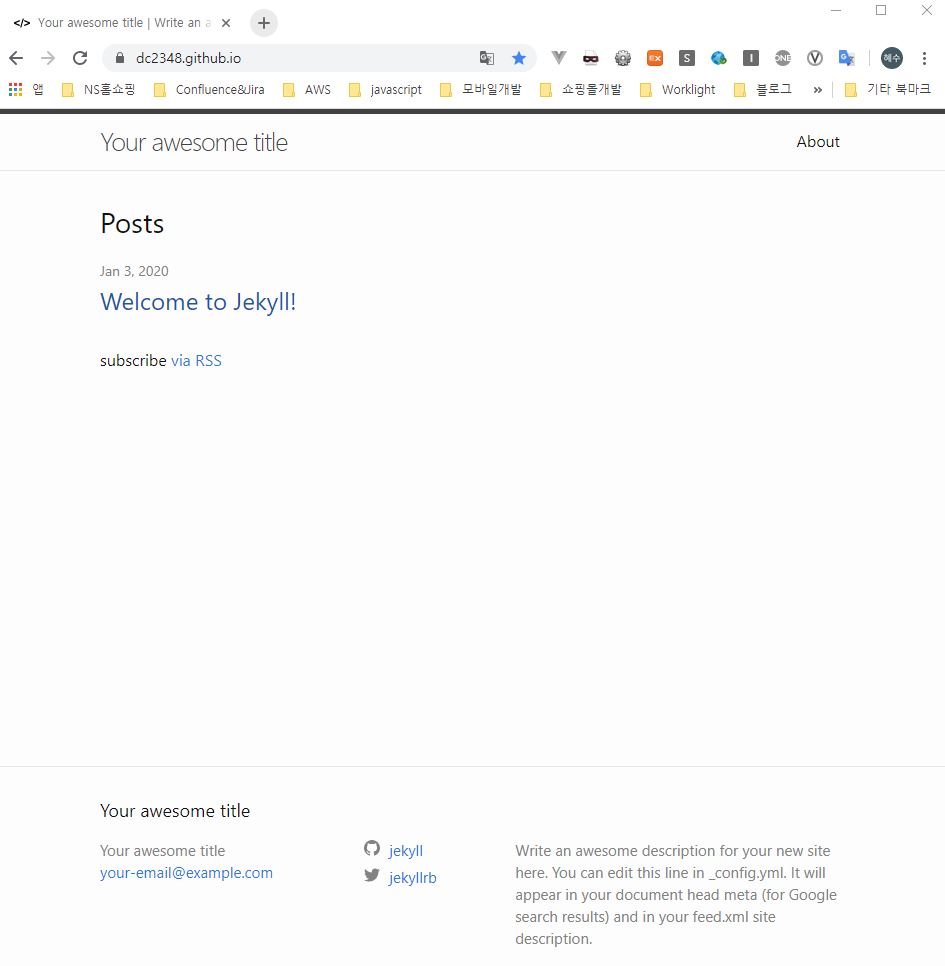 </> Your awesome title | Write an a
dc2348.github.io
EX
S
I
ONE
V
혜수
앱
NS홈쇼핑
Confluence&Jira
AWS
javascript
모바일개발
쇼핑몰개발
Worklight
블로그
»
기타 북마크
Your awesome title
About
Posts
Jan 3, 2020
Welcome to Jekyll!
subscribe via RSS
Your awesome title
Your awesome title
your-email@example.com
jekyll
jekyllrb
Write an awesome description for your new site
here. You can edit this line in _config.yml. It will
appear in your document head meta (for Google
search results) and in your feed.xml site
description.